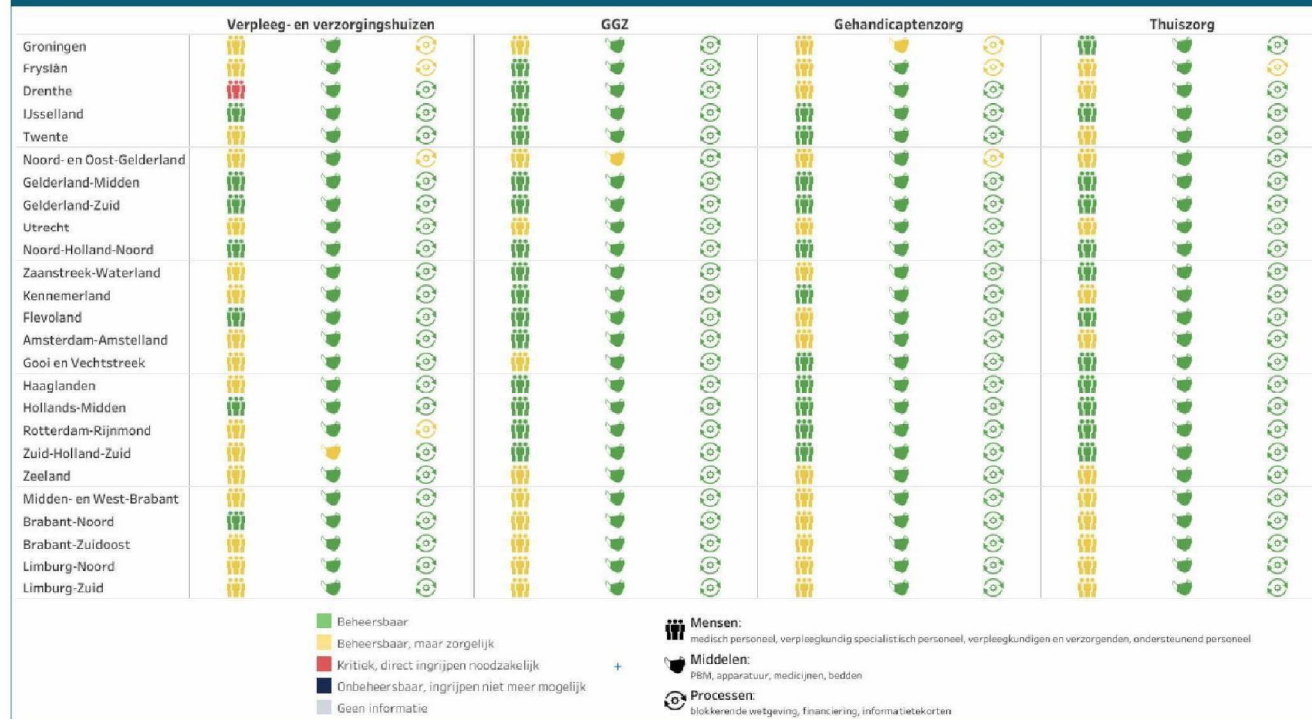 Verpleeg- en verzorgingshuizen GGZ Gehandicaptenzorg Thuiszorg
Groningen
Fryslân
Drenthe
IJsselland
Twente
Noord- en Oost-Gelderland
Gelderland-Midden
Gelderland-Zuid
Utrecht
Noord-Holland-Noord
Zaanstreek-Waterland
Kennemerland
Flevoland
Amsterdam-Amstelland
Gooi en Vechtstreek
Haaglanden
Hollands-Midden
Rotterdam-Rijnmond
Zuid-Holland-Zuid
Zeeland
Midden- en West-Brabant
Brabant-Noord
Brabant-Zuidoost
Limburg-Noord
Limburg-Zuid
Beheersbaar
Beheersbaar, maar zorgelijk
Kritiek, direct ingrijpen noodzakelijk
Onbeheersbaar, ingrijpen niet meer mogelijk
Geen informatie
+
Mensen:
medisch personeel, verpleegkundig specialistisch personeel, verpleegkundigen en verzorgenden, ondersteunend personeel
Middelen:
PBM, apparatuur, medicijnen, bedden
Processen:
blokkerende wetgeving, financiering, informatietekorten